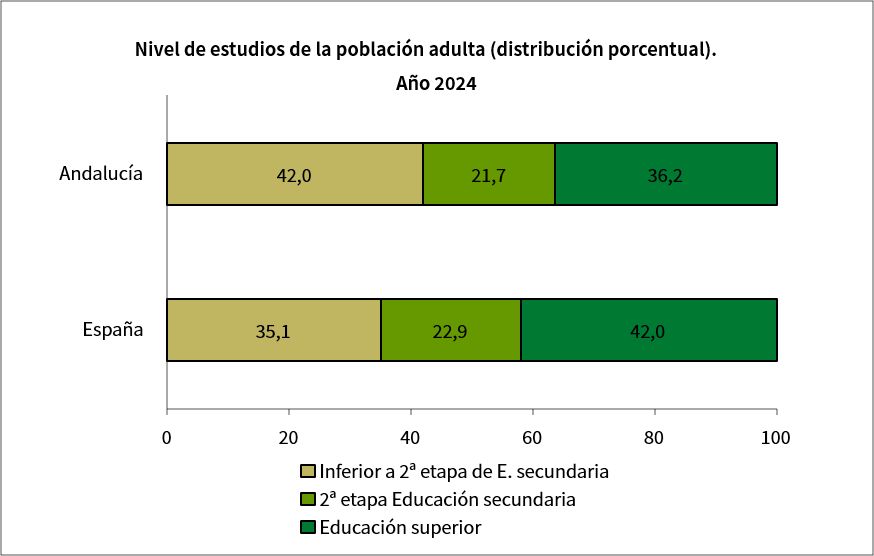 Nivel de estudios de la población adulta (distribución porcentual).
Año 2024
Andalucía
42,0
21,7
36,2
España
35,1
22,9
42,0
0
20
40
60
80
100
Inferior a 2ª etapa de E. secundaria
2ª etapa Educación secundaria
Educación superior